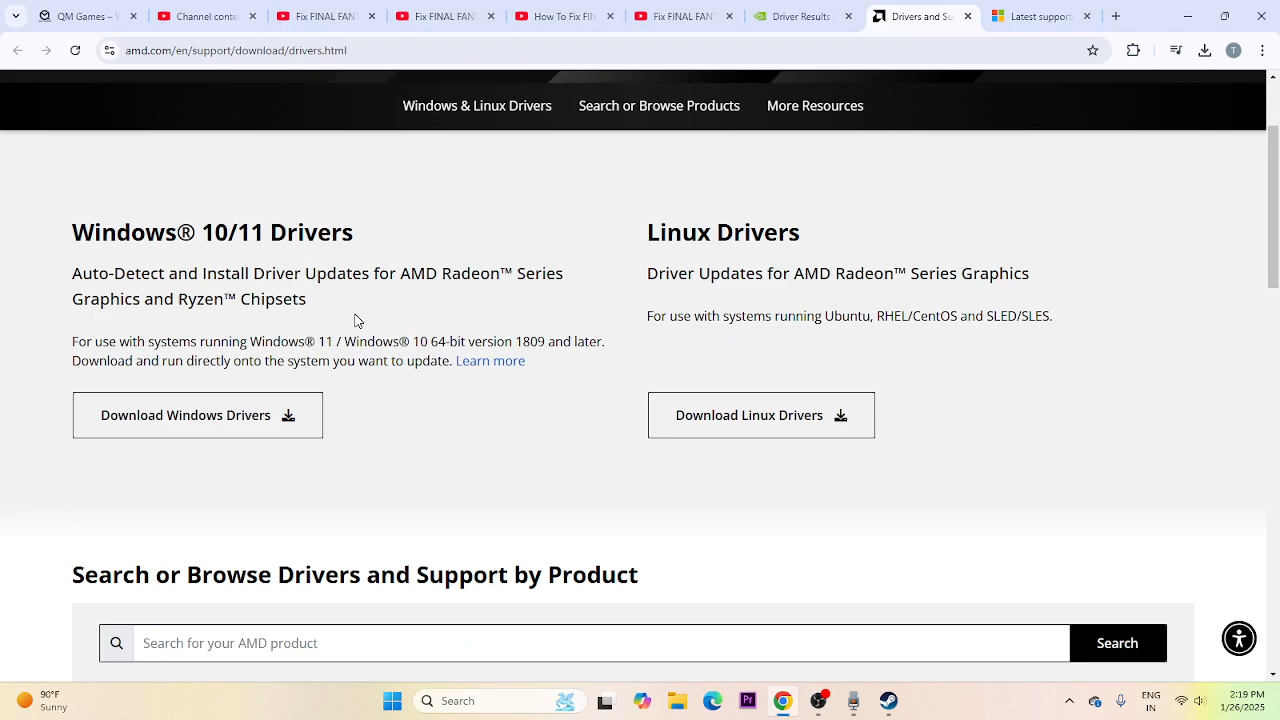 QM Games -
Channel conte
Fix FINAL FANT
Fix FINAL FANT
How To Fix FIN
Fix FINAL FANT
Driver Results
Drivers and Su
Latest support
amd.com/en/support/download/drivers.html
T
Windows & Linux Drivers
Search or Browse Products
More Resources
Windows® 10/11 Drivers
Auto-Detect and Install Driver Updates for AMD Radeon™ Series
Graphics and Ryzen™ Chipsets
For use with systems running Windows® 11 / Windows® 10 64-bit version 1809 and later.
Download and run directly onto the system you want to update. Learn more
Download Windows Drivers
Linux Drivers
Driver Updates for AMD Radeon™ Series Graphics
For use with systems running Ubuntu, RHEL/CentOS and SLED/SLES.
Download Linux Drivers
Search or Browse Drivers and Support by Product
Search for your AMD product
Search
90°F
Sunny
Search
Pr
ENG
IN
2:19 PM
1/26/2025